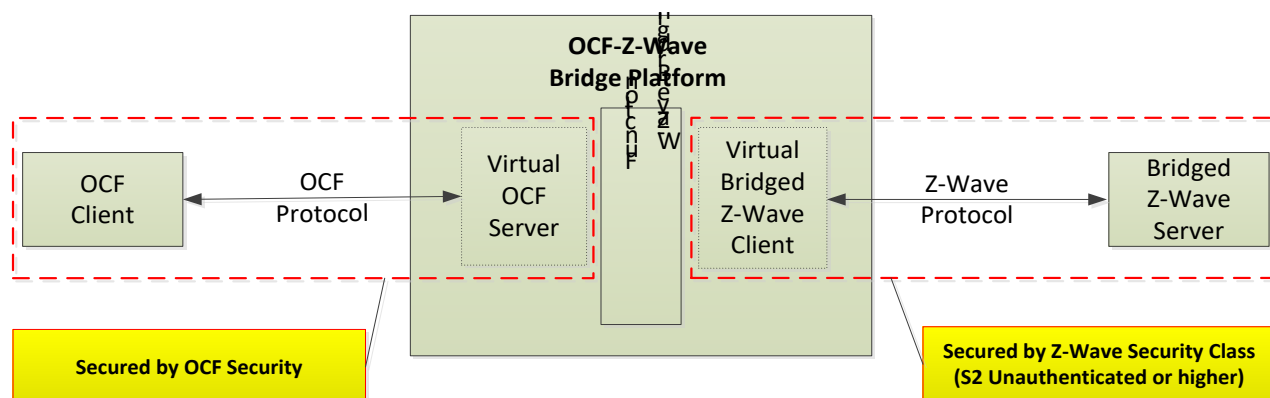 OCF-Z-Wave
Bridge Platform
OCF
Client
OCF
Protocol
Virtual
OCF
Server
Virtual
Bridged
Z-Wave
Client
Z-Wave
Protocol
Bridged
Z-Wave
Server
Secured by OCF Security
Secured by Z-Wave Security Class
(S2 Unauthenticated or higher)